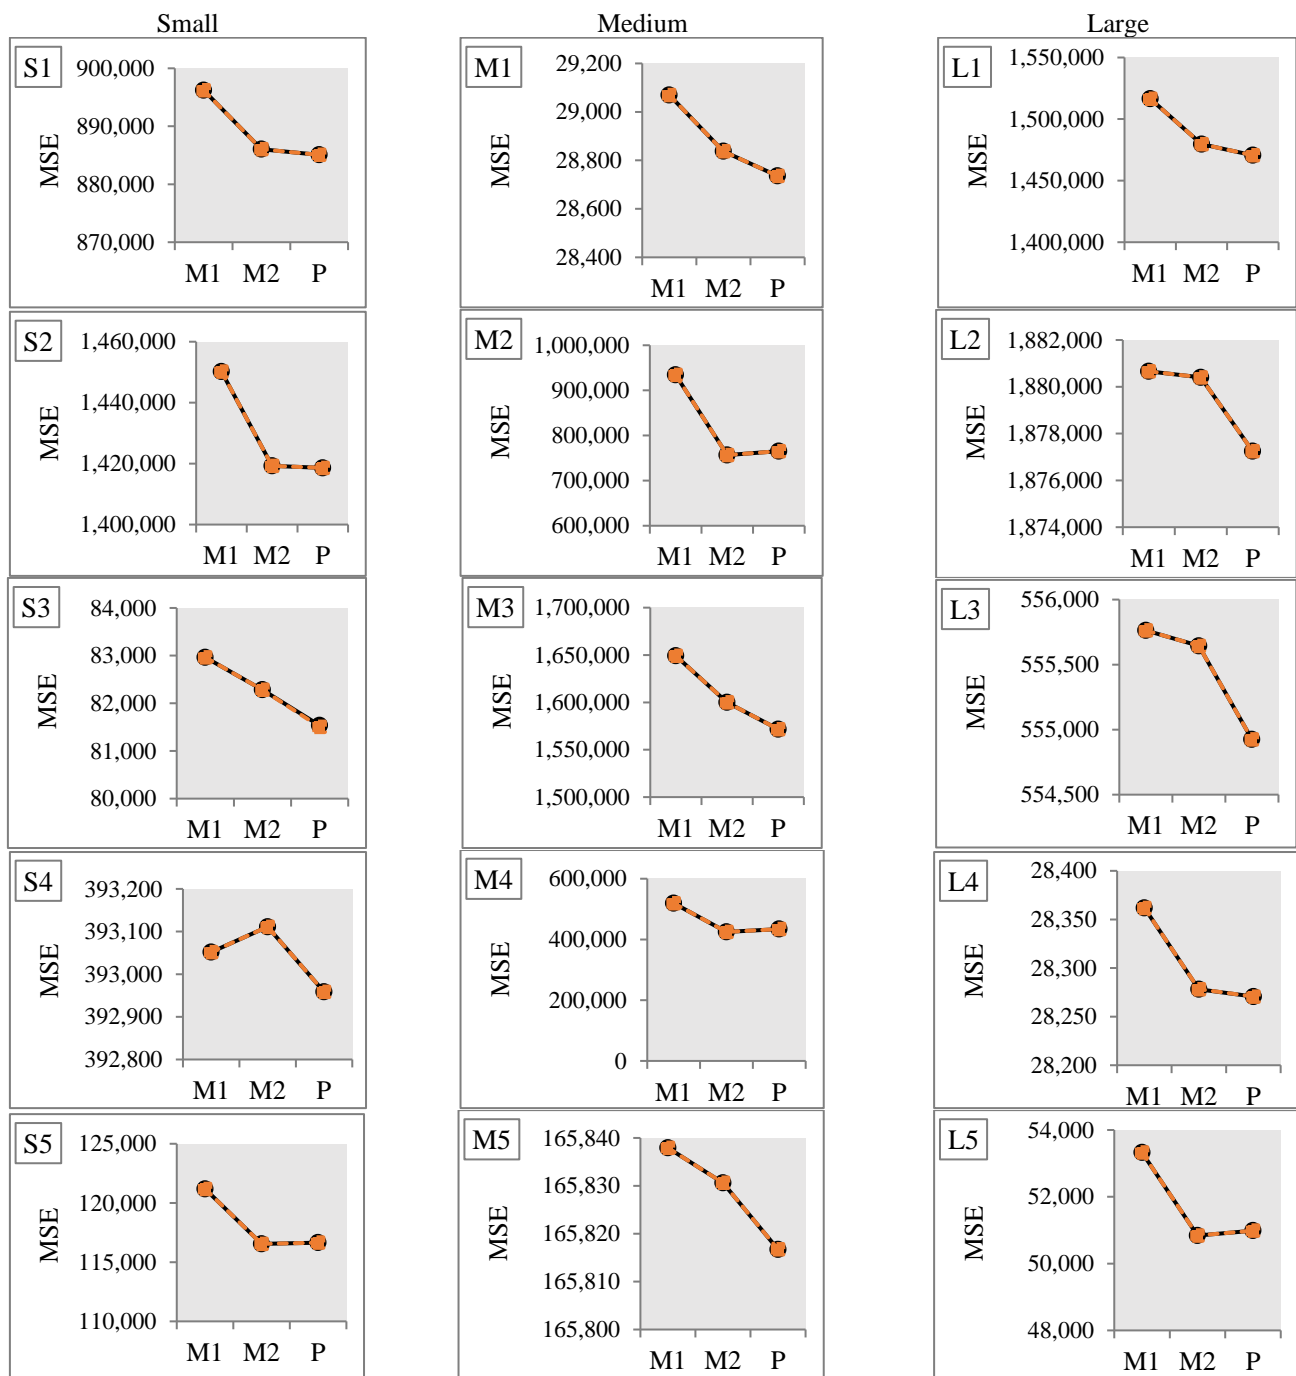 Small
Medium
Large
S1
MSE
900,000
890,000
880,000
870,000
M1 M2 P
M1
MSE
29,200
29,000
28,800
28,600
28,400
M1 M2 P
L1
MSE
1,550,000
1,500,000
1,450,000
1,400,000
M1 M2 P
S2
MSE
1,460,000
1,440,000
1,420,000
1,400,000
M1 M2 P
M2
MSE
1,000,000
900,000
800,000
700,000
600,000
M1 M2 P
L2
MSE
1,882,000
1,880,000
1,878,000
1,876,000
1,874,000
M1 M2 P
S3
MSE
84,000
83,000
82,000
81,000
80,000
M1 M2 P
M3
MSE
1,700,000
1,650,000
1,600,000
1,550,000
1,500,000
M1 M2 P
L3
MSE
556,000
555,500
555,000
554,500
M1 M2 P
S4
MSE
393,200
393,100
393,000
392,900
392,800
M1 M2 P
M4
MSE
600,000
400,000
200,000
0
M1 M2 P
L4
MSE
28,400
28,350
28,300
28,250
28,200
M1 M2 P
S5
MSE
125,000
120,000
115,000
110,000
M1 M2 P
M5
MSE
165,840
165,830
165,820
165,810
165,800
M1 M2 P
L5
MSE
54,000
52,000
50,000
48,000
M1 M2 P